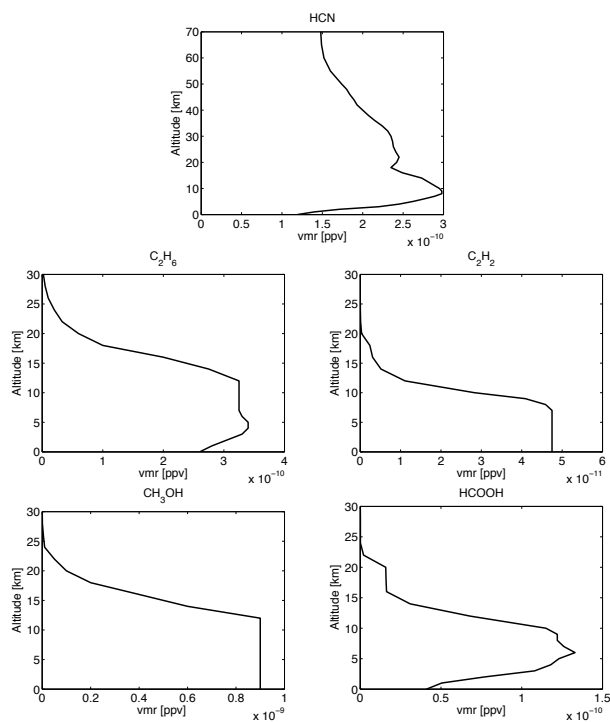 HCN
70
60
50
40
30
20
10
0
Altitude [km]
0 0.5 1 1.5 2 2.5 3
vmr [ppv] x 10⁻¹⁰
C₂H₆
30
25
20
15
10
5
0
Altitude [km]
0 1 2 3 4
vmr [ppv] x 10⁻¹⁰
C₂H₂
30
25
20
15
10
5
0
Altitude [km]
0 1 2 3 4 5 6
vmr [ppv] x 10⁻¹¹
CH₃OH
30
25
20
15
10
5
0
Altitude [km]
0 0.2 0.4 0.6 0.8 1
vmr [ppv] x 10⁻⁹
HCOOH
30
25
20
15
10
5
0
Altitude [km]
0 0.5 1 1.5
vmr [ppv] x 10⁻¹⁰